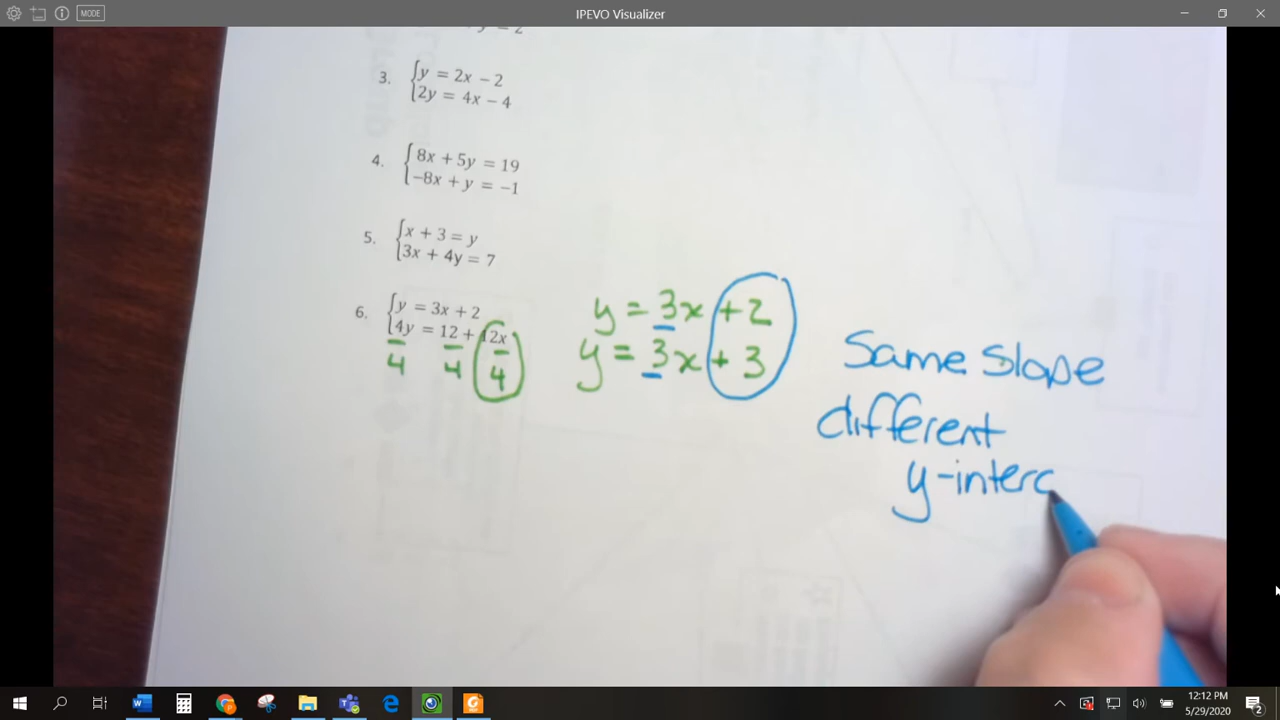 MODE
IPEVO Visualizer
3. y = 2x − 2
2y = 4x − 4
4. 8x + 5y = 19
−8x + y = −1
5. x + 3 = y
3x + 4y = 7
6. y = 3x + 2
4y = 12 + 12x
4 4 4
y = 3x + 2
y = 3x + 3
Same Slope
different
y-interc
12:12 PM
5/29/2020
2